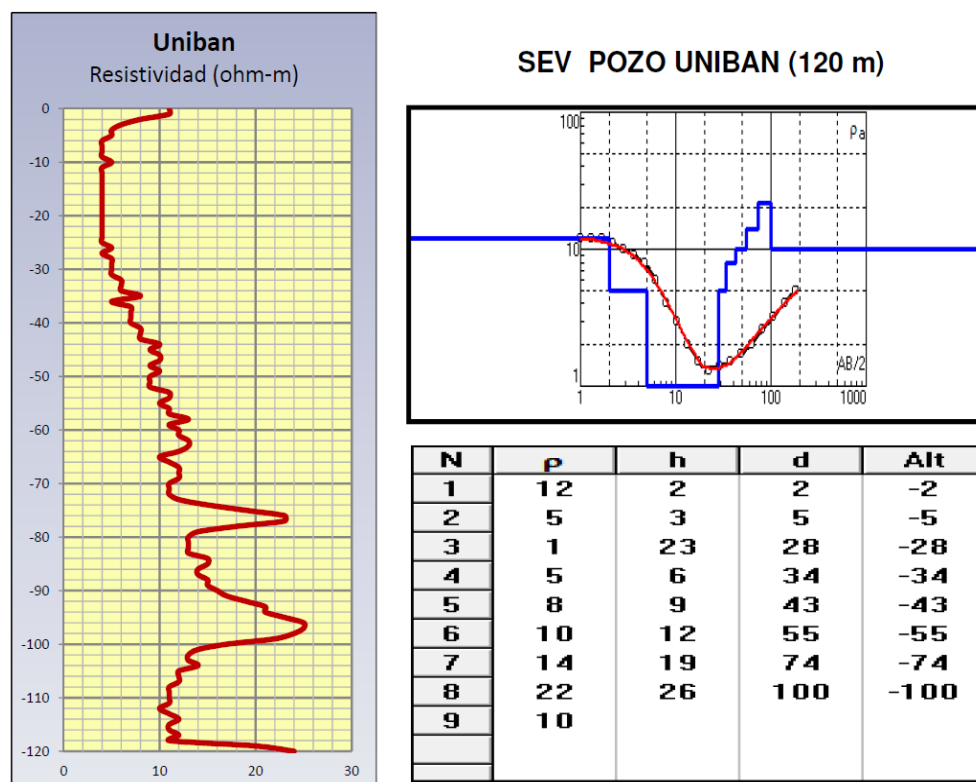 Uniban
Resistividad (ohm-m)
0
-10
-20
-30
-40
-50
-60
-70
-80
-90
-100
-110
-120
0 10 20 30
SEV POZO UNIBAN (120 m)
100
ρa
10
AB/2
1
1 10 100 1000
N ρ h d Alt
1 12 2 2 -2
2 5 3 5 -5
3 1 23 28 -28
4 5 6 34 -34
5 8 9 43 -43
6 10 12 55 -55
7 14 19 74 -74
8 22 26 100 -100
9 10